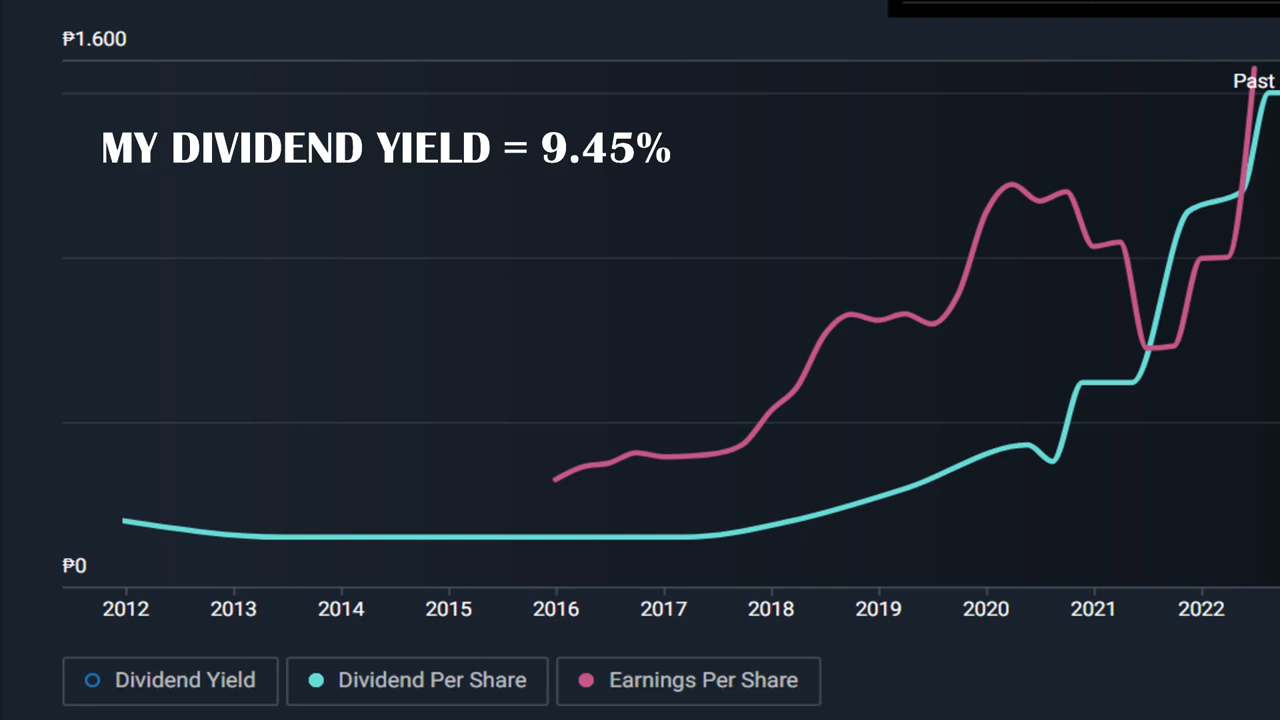 ₱1.600
Past
MY DIVIDEND YIELD = 9.45%
₱0
2012 2013 2014 2015 2016 2017 2018 2019 2020 2021 2022
Dividend Yield Dividend Per Share Earnings Per Share